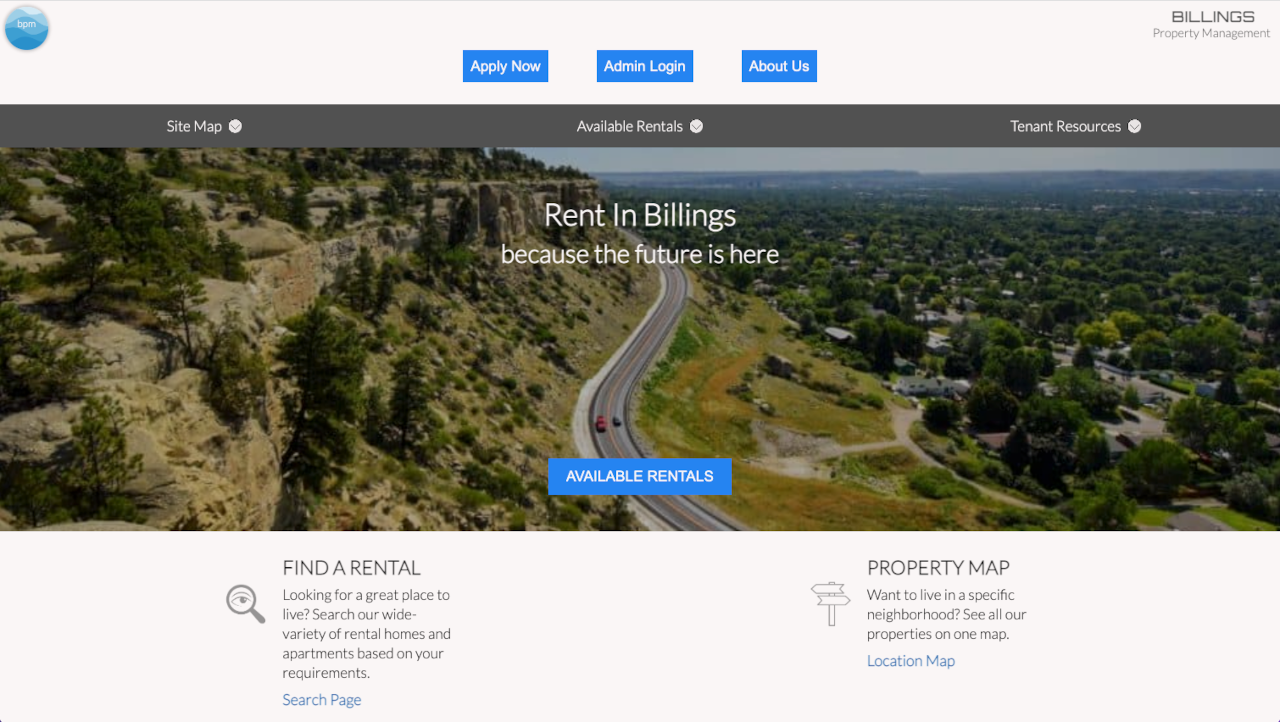 bpm
BILLINGS
Property Management
Apply Now
Admin Login
About Us
Site Map
Available Rentals
Tenant Resources
Rent In Billings
because the future is here
AVAILABLE RENTALS
FIND A RENTAL
Looking for a great place to
live? Search our wide-
variety of rental homes and
apartments based on your
requirements.
Search Page
PROPERTY MAP
Want to live in a specific
neighborhood? See all our
properties on one map.
Location Map